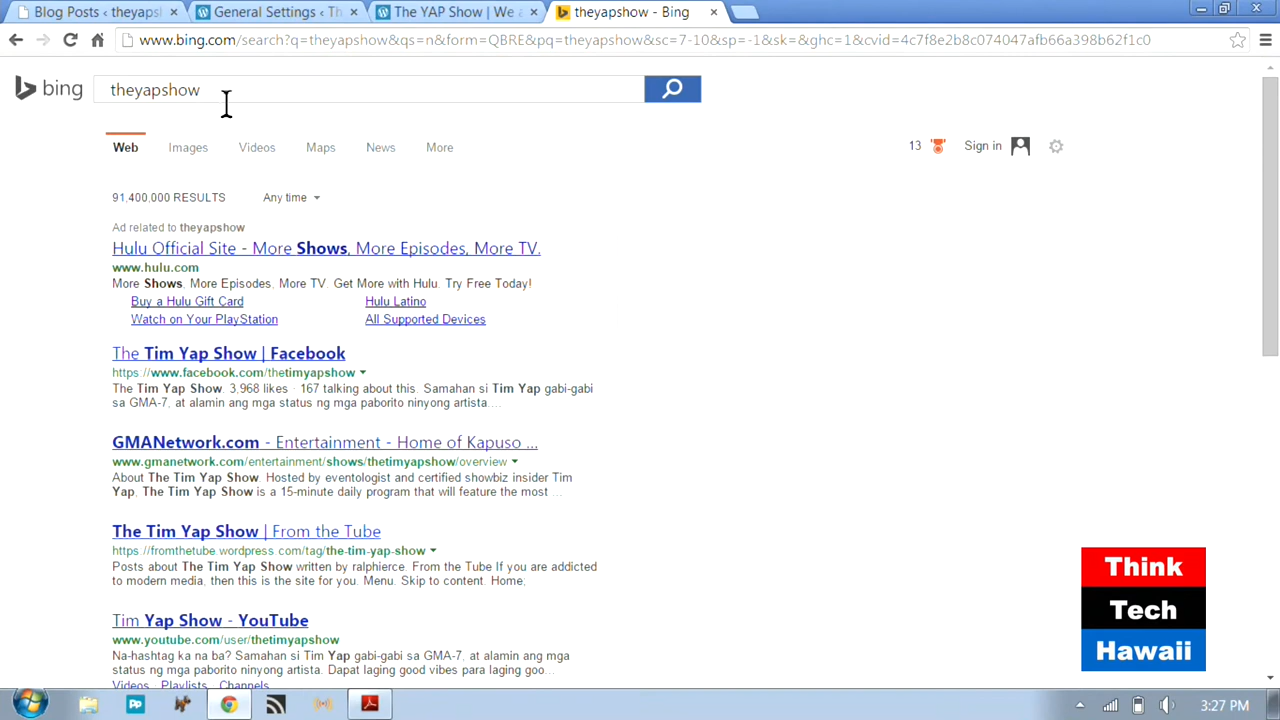 Blog Posts ‹ theyaps
General Settings ‹ Th
The YAP Show | We a
theyapshow - Bing
www.bing.com/search?q=theyapshow&qs=n&form=QBRE&pq=theyapshow&sc=7-10&sp=-1&sk=&ghc=1&cvid=4c7f8e2b8c074047afb66a398b62f1c0
bing
theyapshow
Web Images Videos Maps News More
13 Sign in
91,400,000 RESULTS Any time
Ad related to theyapshow
Hulu Official Site - More Shows, More Episodes, More TV.
www.hulu.com
More Shows, More Episodes, More TV. Get More with Hulu. Try Free Today!
Buy a Hulu Gift Card Hulu Latino
Watch on Your PlayStation All Supported Devices
The Tim Yap Show | Facebook
https://www.facebook.com/thetimyapshow
The Tim Yap Show. 3,968 likes · 167 talking about this. Samahan si Tim Yap gabi-gabi
sa GMA-7, at alamin ang mga status ng mga paborito ninyong artista....
GMANetwork.com - Entertainment - Home of Kapuso ...
www.gmanetwork.com/entertainment/shows/thetimyapshow/overview
About The Tim Yap Show. Hosted by eventologist and certified showbiz insider Tim
Yap, The Tim Yap Show is a 15-minute daily program that will feature the most ...
The Tim Yap Show | From the Tube
https://fromthetube.wordpress.com/tag/the-tim-yap-show
Posts about The Tim Yap Show written by ralphierce. From the Tube If you are addicted
to modern media, then this is the site for you. Menu. Skip to content. Home;
Tim Yap Show - YouTube
www.youtube.com/user/thetimyapshow
Na-hashtag ka na ba? Samahan si Tim Yap gabi-gabi sa GMA-7, at alamin ang mga
status ng mga paborito ninyong artista. Dapat laging good vibes para laging goo...
Videos Playlists Channels
Think
Tech
Hawaii
3:27 PM